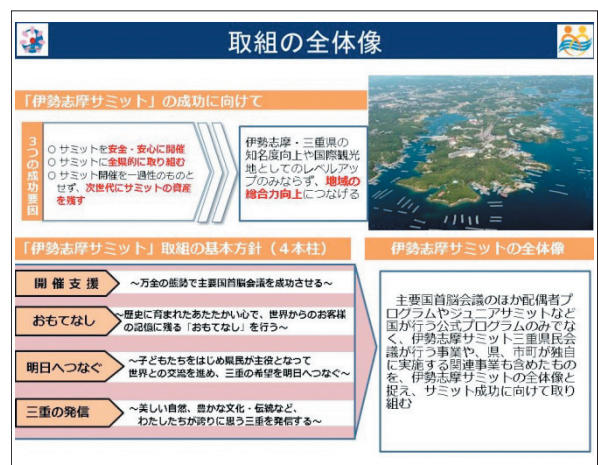 取組の全体像
「伊勢志摩サミット」の成功に向けて
3つの成功要因
○ サミットを安全・安心に開催
○ サミットに全県的に取り組む
○ サミット開催を一過性のものと
せず、次世代にサミットの資産
を残す
伊勢志摩・三重県の
知名度向上や国際観光
地としてのレベルアッ
プのみならず、地域の
総合力向上につなげる
「伊勢志摩サミット」取組の基本方針（４本柱）
開 催 支 援
～万全の態勢で主要国首脳会議を成功させる～
おもてなし
～歴史に育まれたあたたかい心で、世界からのお客様
の記憶に残る「おもてなし」を行う～
明日へつなぐ
～子どもたちをはじめ県民が主役となって
世界との交流を進め、三重の希望を明日へつなぐ～
三重の発信
～美しい自然、豊かな文化・伝統など、
わたしたちが誇りに思う三重を発信する～
伊勢志摩サミットの全体像
主要国首脳会議のほか配偶者プ
ログラムやジュニアサミットなど
国が行う公式プログラムのみでな
く、伊勢志摩サミット三重県民会
議が行う事業や、県、市町が独自
に実施する関連事業も含めたもの
を、伊勢志摩サミットの全体像と
捉え、サミット成功に向けて取り
組む